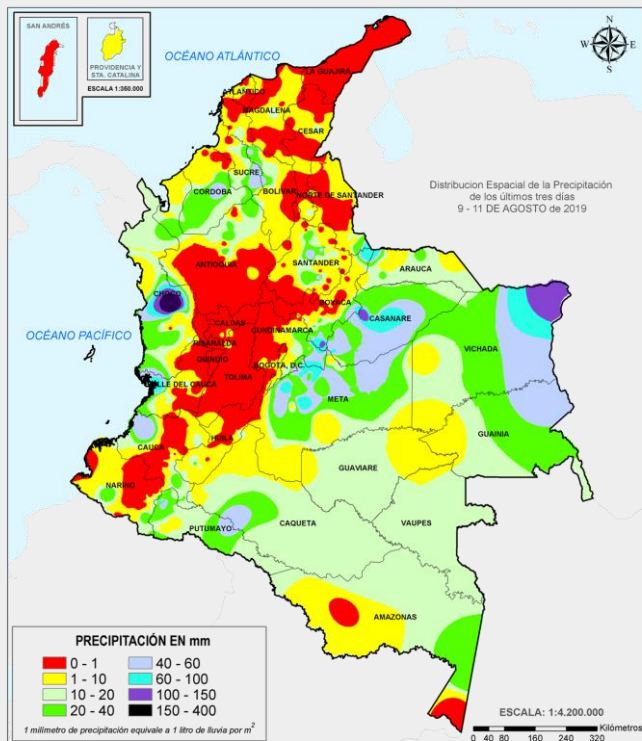 SAN ANDRÉS
PROVIDENCIA Y
STA. CATALINA
ESCALA 1:350.000
OCÉANO ATLÁNTICO
N
W E
S
LA GUAJIRA
ATLANTICO
MAGDALENA
CESAR
SUCRE
CORDOBA
BOLIVAR
NORTE DE SANTANDER
Distribucion Espacial de la Precipitación
de los últimos tres días
9 - 11 DE AGOSTO de 2019
ANTIOQUIA
SANTANDER
ARAUCA
CHOCO
BOYACA
CASANARE
OCÉANO PACÍFICO
CALDAS
RISARALDA
CUNDINAMARCA
QUINDIO
BOGOTA, D.C.
VICHADA
TOLIMA
VALLE DEL CAUCA
META
GUAINIA
CAUCA
HUILA
GUAVIARE
NARIÑO
CAQUETA
VAUPES
PUTUMAYO
AMAZONAS
PRECIPITACIÓN EN mm
0 - 1 40 - 60
1 - 10 60 - 100
10 - 20 100 - 150
20 - 40 150 - 400
1 milimetro de precipitación equivale a 1 litro de lluvia por m²
ESCALA: 1:4.200.000
Kilómetros
0 40 80 160 240 320